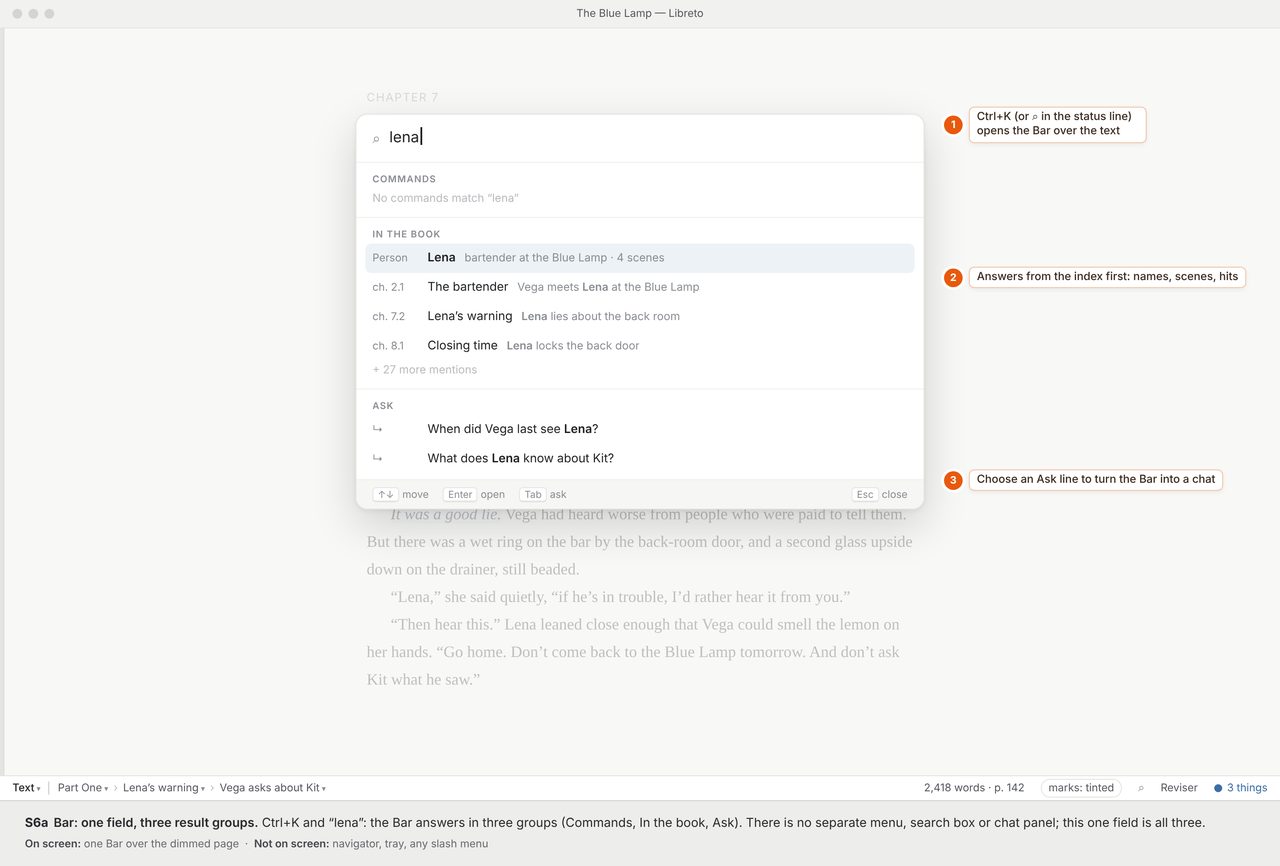 The Blue Lamp — Libreto
CHAPTER 7
lena
COMMANDS
No commands match “lena”
IN THE BOOK
Person Lena bartender at the Blue Lamp · 4 scenes
ch. 2.1 The bartender Vega meets Lena at the Blue Lamp
ch. 7.2 Lena’s warning Lena lies about the back room
ch. 8.1 Closing time Lena locks the back door
+ 27 more mentions
ASK
↳ When did Vega last see Lena?
↳ What does Lena know about Kit?
↑↓ move Enter open Tab ask Esc close
1 Ctrl+K (or ⌕ in the status line)
opens the Bar over the text
2 Answers from the index first: names, scenes, hits
3 Choose an Ask line to turn the Bar into a chat
It was a good lie. Vega had heard worse from people who were paid to tell them.
But there was a wet ring on the bar by the back-room door, and a second glass upside
down on the drainer, still beaded.
“Lena,” she said quietly, “if he’s in trouble, I’d rather hear it from you.”
“Then hear this.” Lena leaned close enough that Vega could smell the lemon on
her hands. “Go home. Don’t come back to the Blue Lamp tomorrow. And don’t ask
Kit what he saw.”
Text ▾ Part One ▾ › Lena’s warning ▾ › Vega asks about Kit ▾ 2,418 words · p. 142 marks: tinted ⌕ Reviser 3 things
S6a Bar: one field, three result groups. Ctrl+K and “lena”: the Bar answers in three groups (Commands, In the book, Ask). There is no separate menu, search box or chat panel; this one field is all three.
On screen: one Bar over the dimmed page · Not on screen: navigator, tray, any slash menu